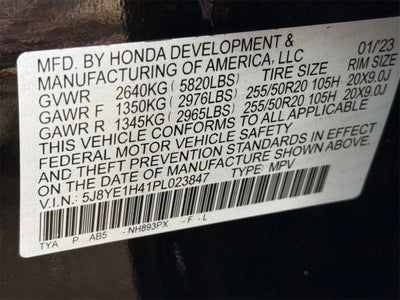 MFD. BY HONDA DEVELOPMENT &
MANUFACTURING OF AMERICA, LLC 01/'23
GVWR 2640KG (5820LBS) TIRE SIZE RIM SIZE
GAWR F 1350KG (2976LBS) 255/50R20 105H 20X9.0J
GAWR R 1345KG (2965LBS) 255/50R20 105H 20X9.0J
THIS VEHICLE CONFORMS TO ALL APPLICABLE
FEDERAL MOTOR VEHICLE SAFETY
AND THEFT PREVENTION STANDARDS IN EFFECT
ON THE DATE OF MANUFACTURE SHOWN ABOVE.
V.I.N.: 5J8YE1H41PL023847 TYPE: MPV
TYA P AB5 - NH893PX - F - L